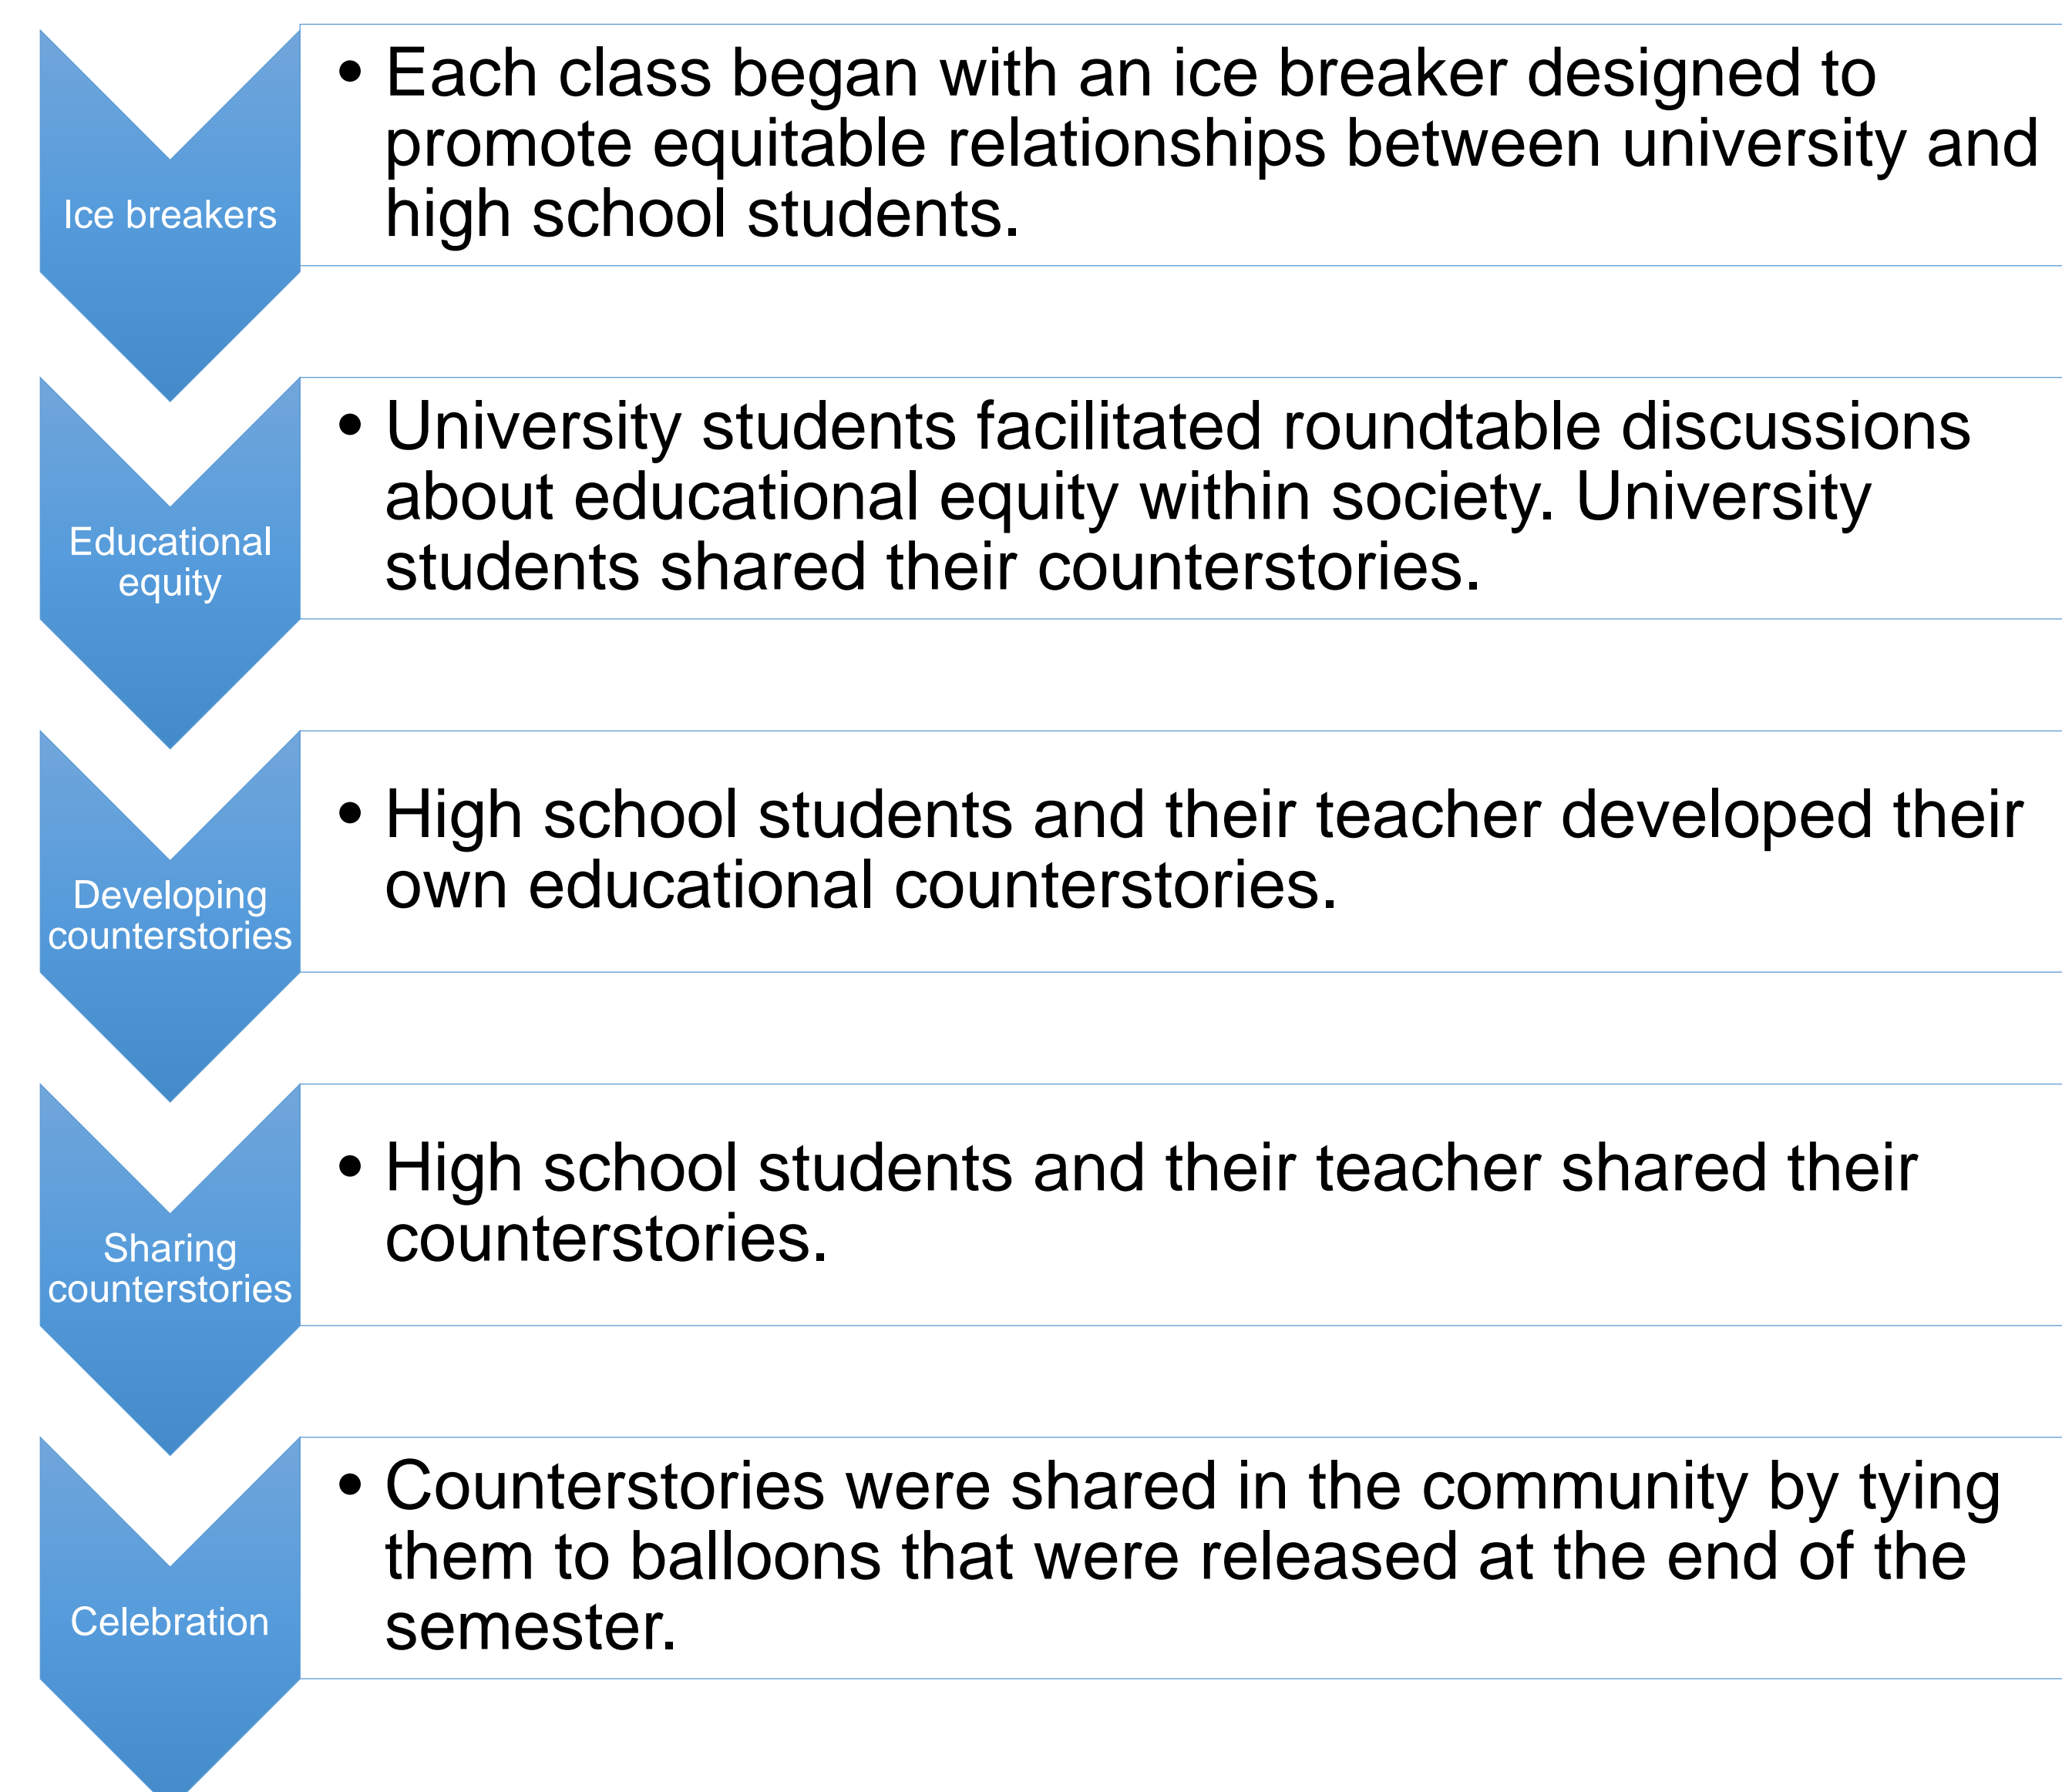 Ice breakers
• Each class began with an ice breaker designed to
promote equitable relationships between university and
high school students.
Educational
equity
• University students facilitated roundtable discussions
about educational equity within society. University
students shared their counterstories.
Developing
counterstories
• High school students and their teacher developed their
own educational counterstories.
Sharing
counterstories
• High school students and their teacher shared their
counterstories.
Celebration
• Counterstories were shared in the community by tying
them to balloons that were released at the end of the
semester.